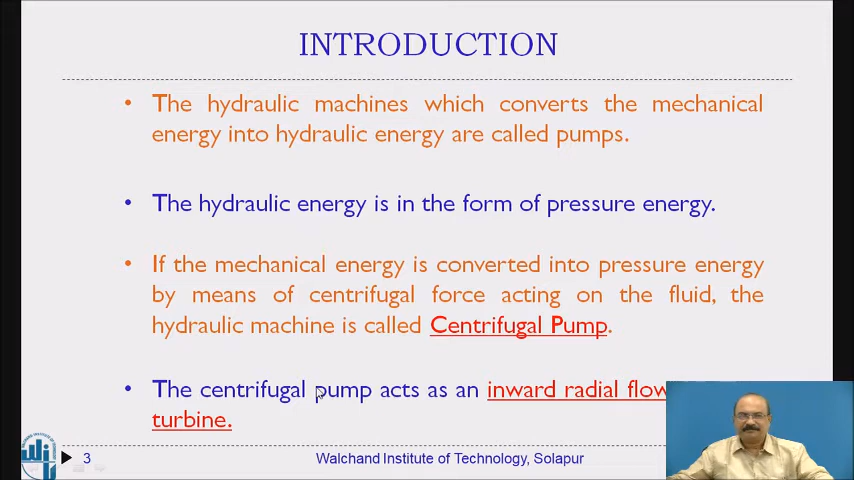 INTRODUCTION
• The hydraulic machines which converts the mechanical
energy into hydraulic energy are called pumps.
• The hydraulic energy is in the form of pressure energy.
• If the mechanical energy is converted into pressure energy
by means of centrifugal force acting on the fluid, the
hydraulic machine is called Centrifugal Pump.
• The centrifugal pump acts as an inward radial flow
turbine.
3
Walchand Institute of Technology, Solapur